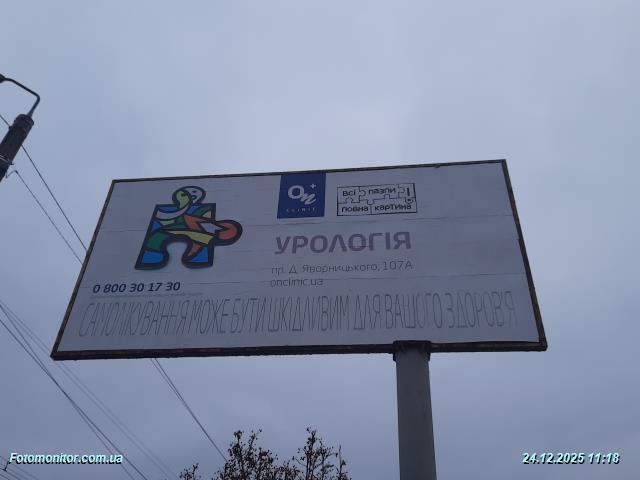 On+
CLINIC
Всі пазли
повна картина!
УРОЛОГІЯ
пр. Д. Яворницького, 107А
onclinic.ua
0 800 30 17 30
САМОЛІКУВАННЯ МОЖЕ БУТИ ШКІДЛИВИМ ДЛЯ ВАШОГО ЗДОРОВ'Я
Fotomonitor.com.ua
24.12.2025 11:18